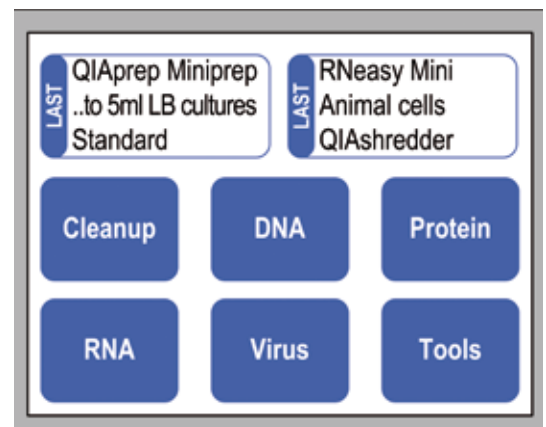 LAST
QIAprep Miniprep
..to 5ml LB cultures
Standard
LAST
RNeasy Mini
Animal cells
QIAshredder
Cleanup
DNA
Protein
RNA
Virus
Tools